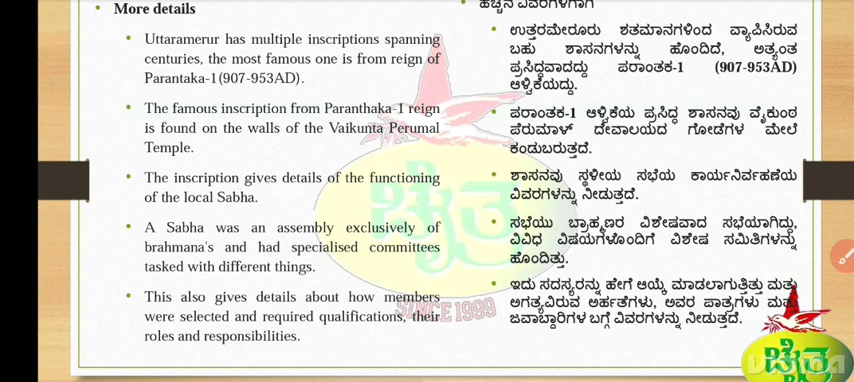 More details
Uttaramerur has multiple inscriptions spanning
centuries, the most famous one is from reign of
Parantaka-1(907-953AD).
The famous inscription from Paranthaka-1 reign
is found on the walls of the Vaikunta Perumal
Temple.
The inscription gives details of the functioning
of the local Sabha.
A Sabha was an assembly exclusively of
brahmana's and had specialised committees
tasked with different things.
This also gives details about how members
were selected and required qualifications, their
roles and responsibilities.
ಹೆಚ್ಚಿನ ವಿವರಗಳಿಗಾಗಿ
ಉತ್ತರಮೇರೂರು ಶತಮಾನಗಳಿಂದ ವ್ಯಾಪಿಸಿರುವ
ಬಹು ಶಾಸನಗಳನ್ನು ಹೊಂದಿದೆ, ಅತ್ಯಂತ
ಪ್ರಸಿದ್ಧವಾದದ್ದು ಪರಾಂತಕ-1 (907-953AD)
ಆಳ್ವಿಕೆಯದ್ದು.
ಪರಾಂತಕ-1 ಆಳ್ವಿಕೆಯ ಪ್ರಸಿದ್ಧ ಶಾಸನವು ವೈಕುಂಠ
ಪೆರುಮಾಳ್ ದೇವಾಲಯದ ಗೋಡೆಗಳ ಮೇಲೆ
ಕಂಡುಬರುತ್ತದೆ.
ಶಾಸನವು ಸ್ಥಳೀಯ ಸಭೆಯ ಕಾರ್ಯನಿರ್ವಹಣೆಯ
ವಿವರಗಳನ್ನು ನೀಡುತ್ತದೆ.
ಸಭೆಯು ಬ್ರಾಹ್ಮಣರ ವಿಶೇಷವಾದ ಸಭೆಯಾಗಿದ್ದು,
ವಿವಿಧ ವಿಷಯಗಳೊಂದಿಗೆ ವಿಶೇಷ ಸಮಿತಿಗಳನ್ನು
ಹೊಂದಿತ್ತು.
ಇದು ಸದಸ್ಯರನ್ನು ಹೇಗೆ ಆಯ್ಕೆ ಮಾಡಲಾಗುತ್ತಿತ್ತು ಮತ್ತು
ಅಗತ್ಯವಿರುವ ಅರ್ಹತೆಗಳು, ಅವರ ಪಾತ್ರಗಳು ಮತ್ತು
ಜವಾಬ್ದಾರಿಗಳ ಬಗ್ಗೆ ವಿವರಗಳನ್ನು ನೀಡುತ್ತದೆ.
ಚೈತ್ರ
SINCE 1999
ಚೈತ್ರ